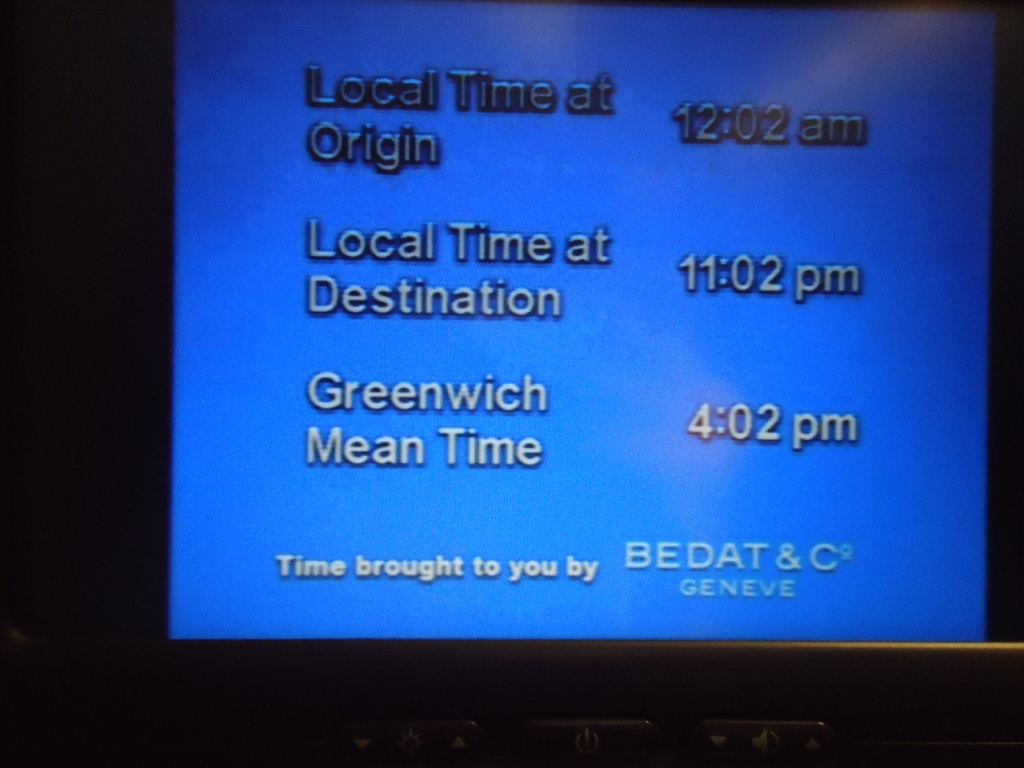 Local Time at
Origin
12:02 am
Local Time at
Destination
11:02 pm
Greenwich
Mean Time
4:02 pm
Time brought to you by
BEDAT & Cº
GENEVE